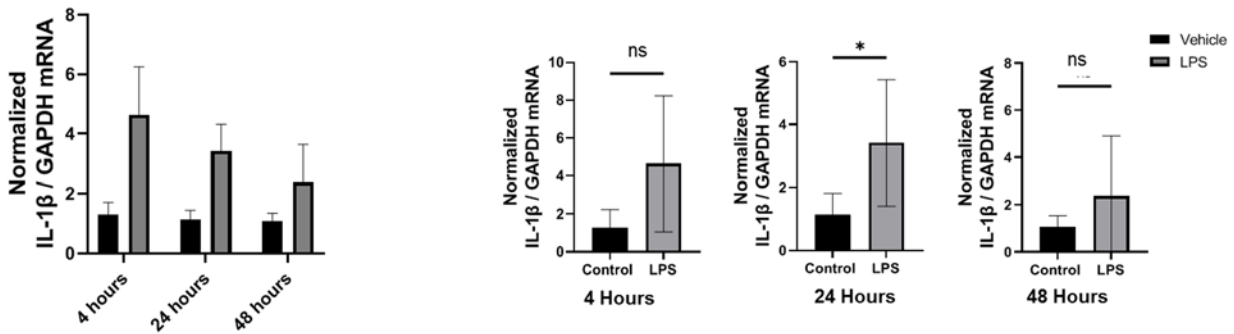 Normalized
IL-1β / GAPDH mRNA
8
6
4
2
0
4 hours
24 hours
48 hours
Normalized
IL-1β / GAPDH mRNA
10
8
6
4
2
0
ns
Control
LPS
4 Hours
Normalized
IL-1β / GAPDH mRNA
6
4
2
0
*
Control
LPS
24 Hours
Normalized
IL-1β / GAPDH mRNA
8
6
4
2
0
ns
Control
LPS
48 Hours
Vehicle
LPS